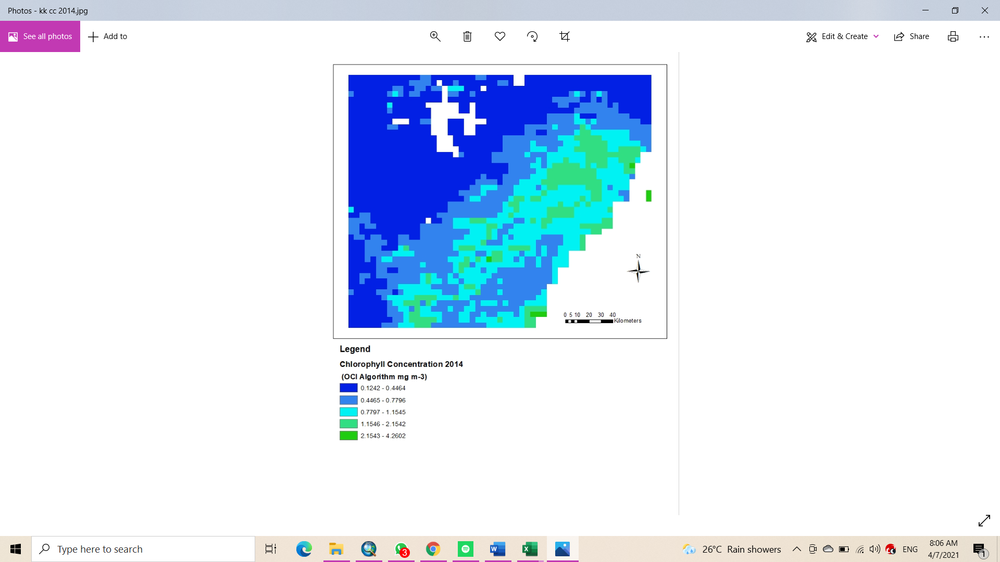 Photos - kk cc 2014.jpg
See all photos
Add to
Edit & Create
Share
N
0 5 10 20 30 40
Kilometers
Legend
Chlorophyll Concentration 2014
(OCI Algorithm mg m-3)
0.1242 - 0.4464
0.4465 - 0.7796
0.7797 - 1.1545
1.1546 - 2.1542
2.1543 - 4.2602
Type here to search
3
W
X
26°C Rain showers
ENG
8:06 AM
4/7/2021
1